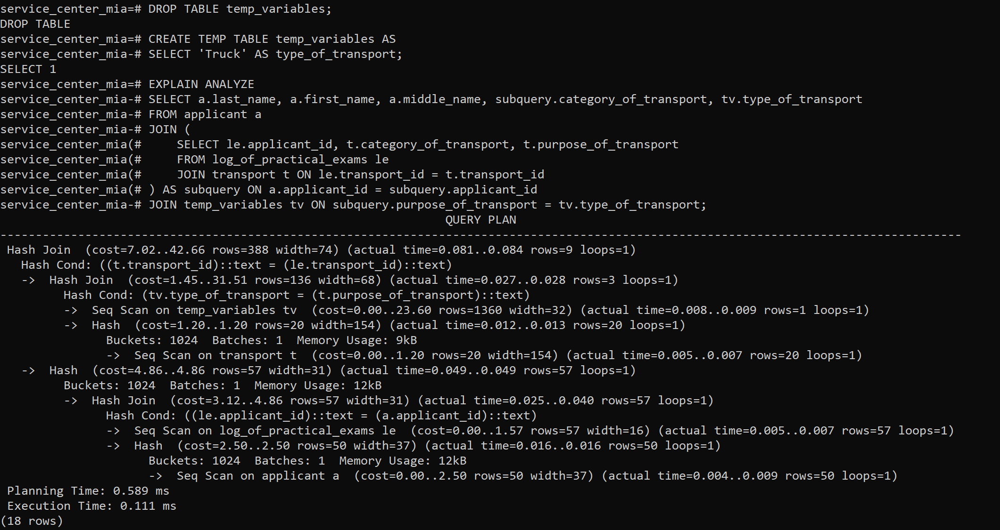 service_center_mia=# DROP TABLE temp_variables;
DROP TABLE
service_center_mia=# CREATE TEMP TABLE temp_variables AS
service_center_mia-# SELECT 'Truck' AS type_of_transport;
SELECT 1
service_center_mia=# EXPLAIN ANALYZE
service_center_mia-# SELECT a.last_name, a.first_name, a.middle_name, subquery.category_of_transport, tv.type_of_transport
service_center_mia-# FROM applicant a
service_center_mia-# JOIN (
service_center_mia(#     SELECT le.applicant_id, t.category_of_transport, t.purpose_of_transport
service_center_mia(#     FROM log_of_practical_exams le
service_center_mia(#     JOIN transport t ON le.transport_id = t.transport_id
service_center_mia(# ) AS subquery ON a.applicant_id = subquery.applicant_id
service_center_mia-# JOIN temp_variables tv ON subquery.purpose_of_transport = tv.type_of_transport;
QUERY PLAN
----------------------------------------------------------------------------------------------------------------------------------------
Hash Join  (cost=7.02..42.66 rows=388 width=74) (actual time=0.081..0.084 rows=9 loops=1)
  Hash Cond: ((t.transport_id)::text = (le.transport_id)::text)
  ->  Hash Join  (cost=1.45..31.51 rows=136 width=68) (actual time=0.027..0.028 rows=3 loops=1)
        Hash Cond: (tv.type_of_transport = (t.purpose_of_transport)::text)
        ->  Seq Scan on temp_variables tv  (cost=0.00..23.60 rows=1360 width=32) (actual time=0.008..0.009 rows=1 loops=1)
        ->  Hash  (cost=1.20..1.20 rows=20 width=154) (actual time=0.012..0.013 rows=20 loops=1)
              Buckets: 1024  Batches: 1  Memory Usage: 9kB
              ->  Seq Scan on transport t  (cost=0.00..1.20 rows=20 width=154) (actual time=0.005..0.007 rows=20 loops=1)
  ->  Hash  (cost=4.86..4.86 rows=57 width=31) (actual time=0.049..0.049 rows=57 loops=1)
        Buckets: 1024  Batches: 1  Memory Usage: 12kB
        ->  Hash Join  (cost=3.12..4.86 rows=57 width=31) (actual time=0.025..0.040 rows=57 loops=1)
              Hash Cond: ((le.applicant_id)::text = (a.applicant_id)::text)
              ->  Seq Scan on log_of_practical_exams le  (cost=0.00..1.57 rows=57 width=16) (actual time=0.005..0.007 rows=57 loops=1)
              ->  Hash  (cost=2.50..2.50 rows=50 width=37) (actual time=0.016..0.016 rows=50 loops=1)
                    Buckets: 1024  Batches: 1  Memory Usage: 12kB
                    ->  Seq Scan on applicant a  (cost=0.00..2.50 rows=50 width=37) (actual time=0.004..0.009 rows=50 loops=1)
Planning Time: 0.589 ms
Execution Time: 0.111 ms
(18 rows)